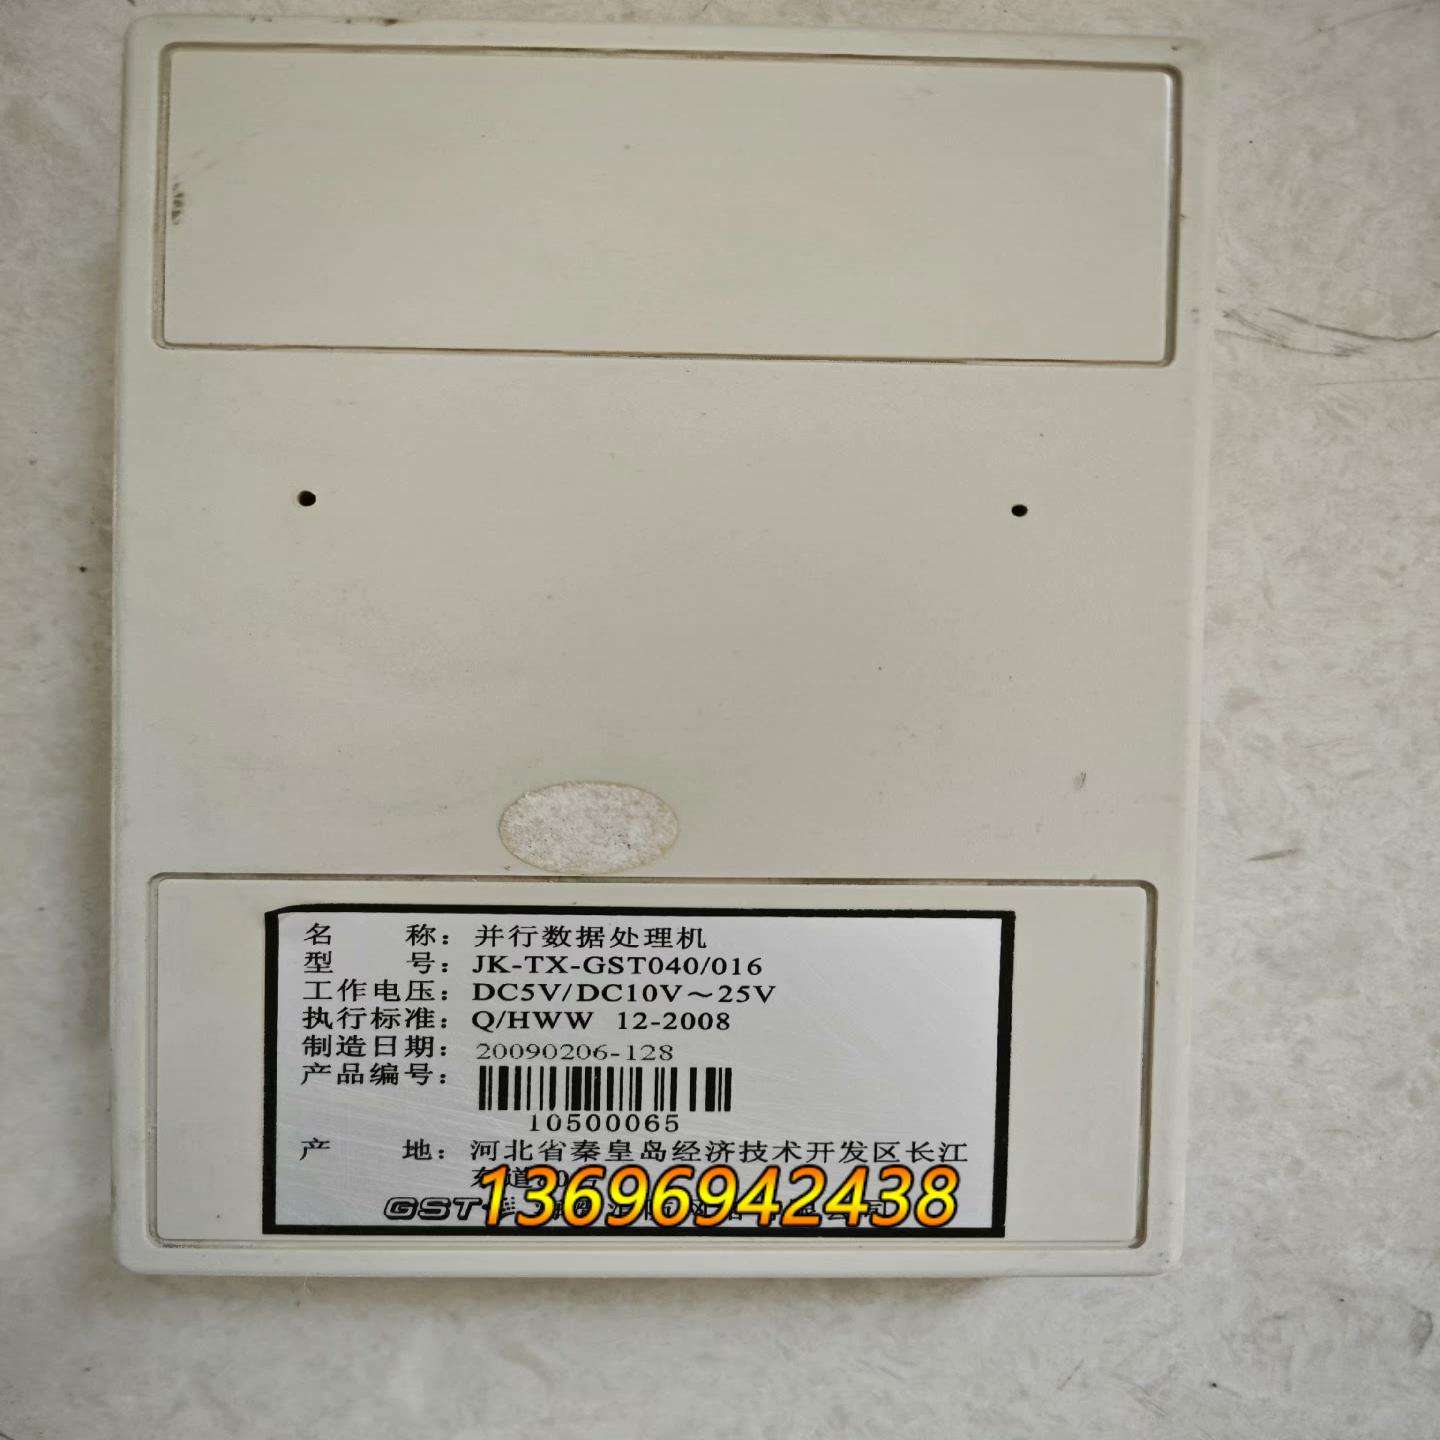 名 称：并行数据处理机
型 号：JK-TX-GST040/016
工作电压：DC5V/DC10V～25V
执行标准：Q/HWW 12-2008
制造日期：20090206-128
产品编号：
10500065
产 地：河北省秦皇岛经济技术开发区长江
东道
GST
13696942438